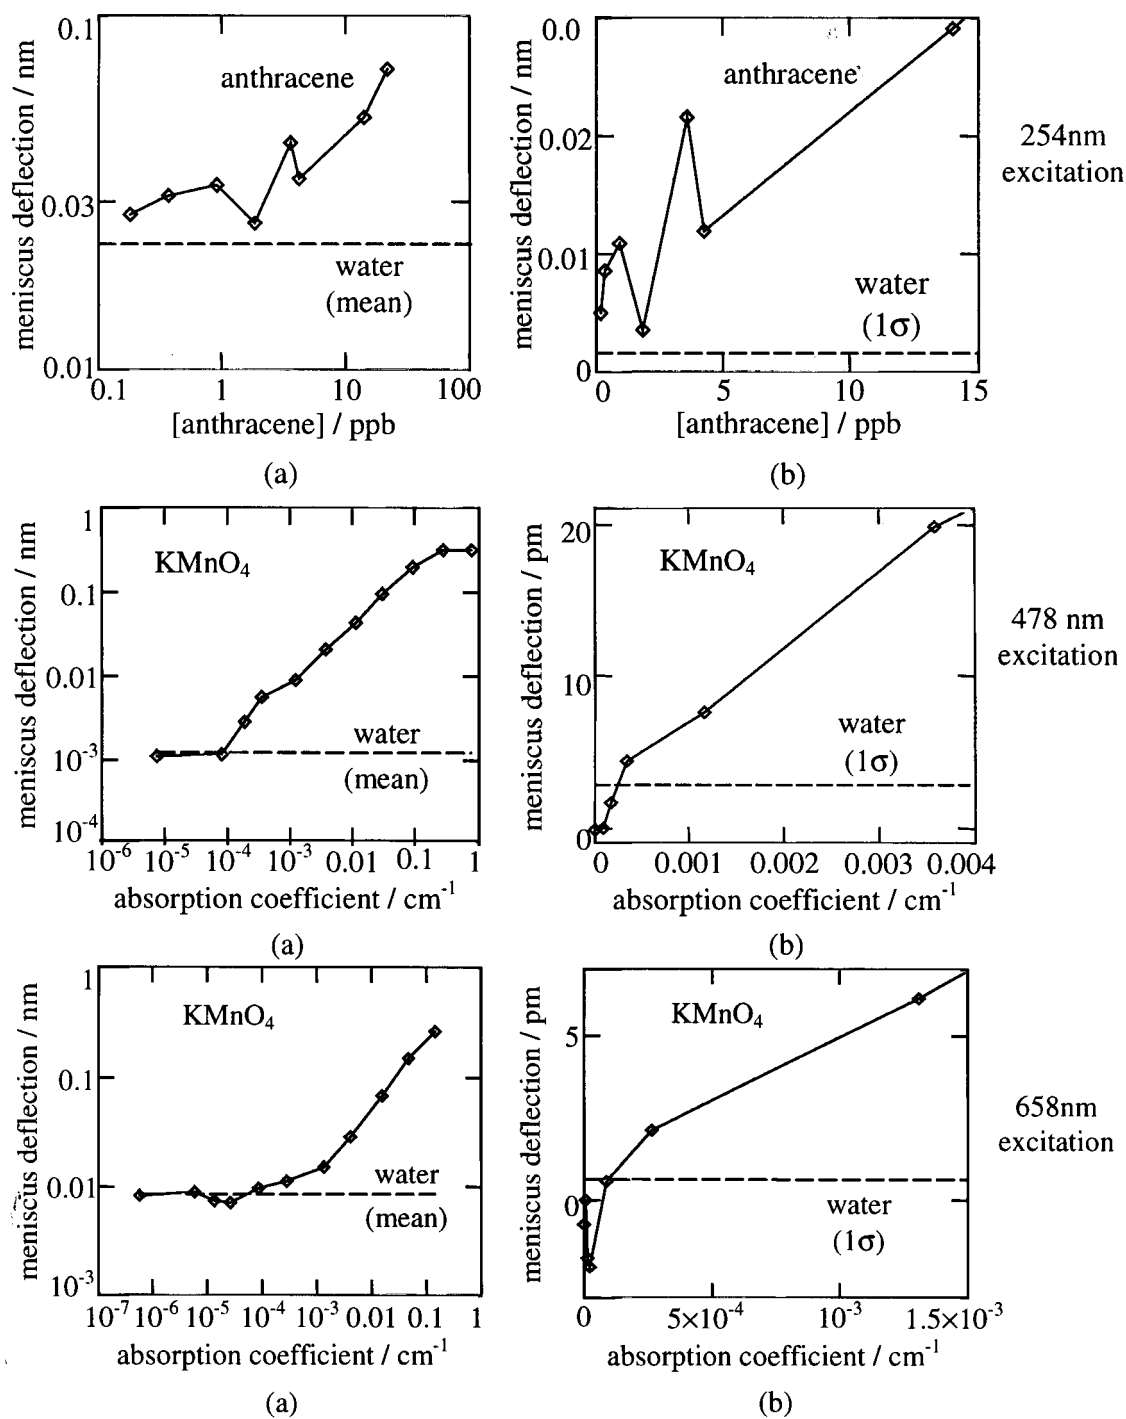 0.1
meniscus deflection / nm
anthracene
0.03
water
(mean)
0.01
0.1 1 10 100
[anthracene] / ppb
(a)
0.0
meniscus deflection / nm
anthracene
0.02
0.01
water
(1σ)
0
0 5 10 15
[anthracene] / ppb
(b)
254nm
excitation
1
meniscus deflection / nm
KMnO₄
0.1
0.01
water
10⁻³
(mean)
10⁻⁴
10⁻⁶ 10⁻⁵ 10⁻⁴ 10⁻³ 0.01 0.1 1
absorption coefficient / cm⁻¹
(a)
20
meniscus deflection / pm
KMnO₄
10
water
(1σ)
0
0 0.001 0.002 0.003 0.004
absorption coefficient / cm⁻¹
(b)
478 nm
excitation
1
meniscus deflection / nm
KMnO₄
0.1
water
0.01
(mean)
10⁻³
10⁻⁷ 10⁻⁶ 10⁻⁵ 10⁻⁴ 10⁻³ 0.01 0.1 1
absorption coefficient / cm⁻¹
(a)
meniscus deflection / pm
KMnO₄
5
0
water
(1σ)
0 5×10⁻⁴ 10⁻³ 1.5×10⁻³
absorption coefficient / cm⁻¹
(b)
658nm
excitation